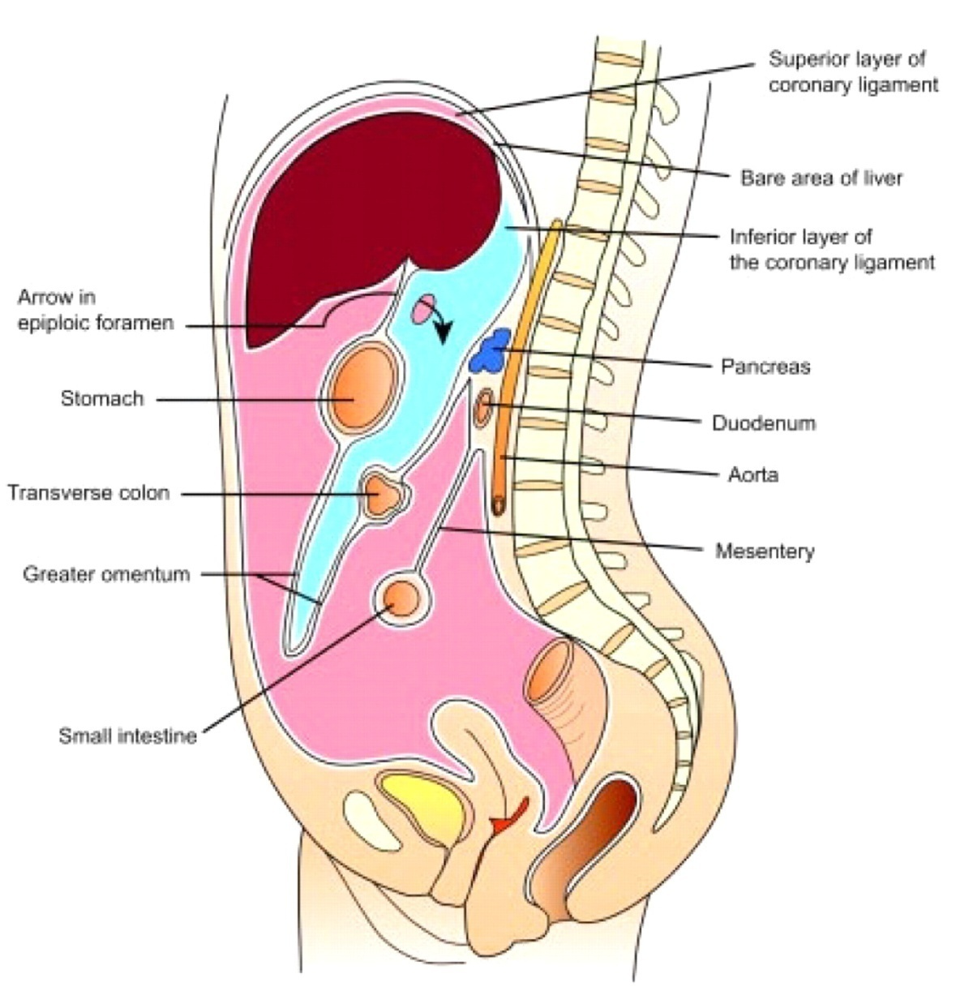 Superior layer of
coronary ligament
Bare area of liver
Inferior layer of
the coronary ligament
Arrow in
epiploic foramen
Pancreas
Stomach
Duodenum
Aorta
Transverse colon
Mesentery
Greater omentum
Small intestine